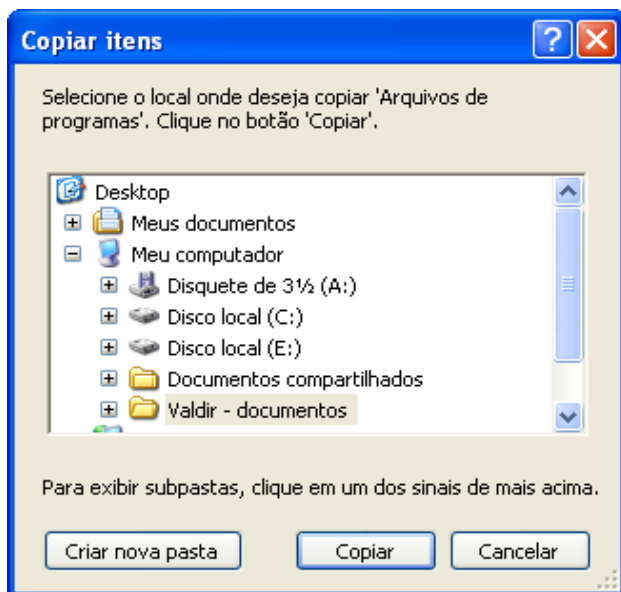 Copiar itens
Selecione o local onde deseja copiar 'Arquivos de
programas'. Clique no botão 'Copiar'.
Desktop
Meus documentos
Meu computador
Disquete de 3½ (A:)
Disco local (C:)
Disco local (E:)
Documentos compartilhados
Valdir - documentos
Para exibir subpastas, clique em um dos sinais de mais acima.
Criar nova pasta Copiar Cancelar